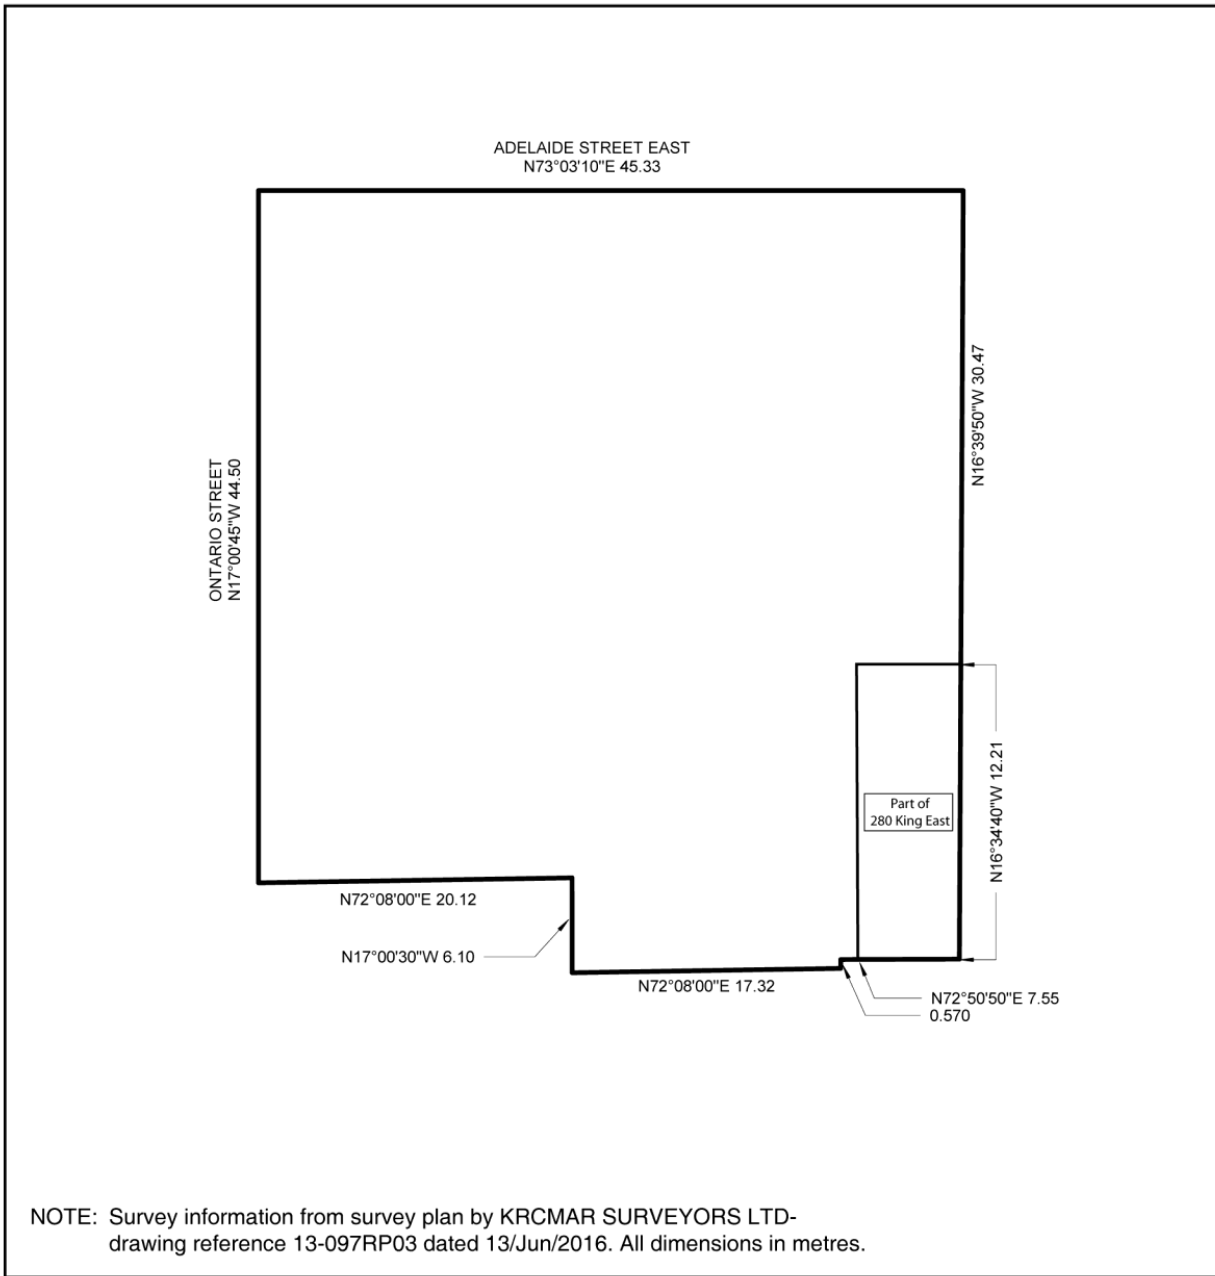 ADELAIDE STREET EAST
N73°03'10"E 45.33
N16°39'50"W 30.47
ONTARIO STREET
N17°00'45"W 44.50
N16°34'40"W 12.21
Part of
280 King East
N72°08'00"E 20.12
N17°00'30"W 6.10
N72°08'00"E 17.32
N72°50'50"E 7.55
0.570
NOTE: Survey information from survey plan by KRCMAR SURVEYORS LTD-
drawing reference 13-097RP03 dated 13/Jun/2016. All dimensions in metres.